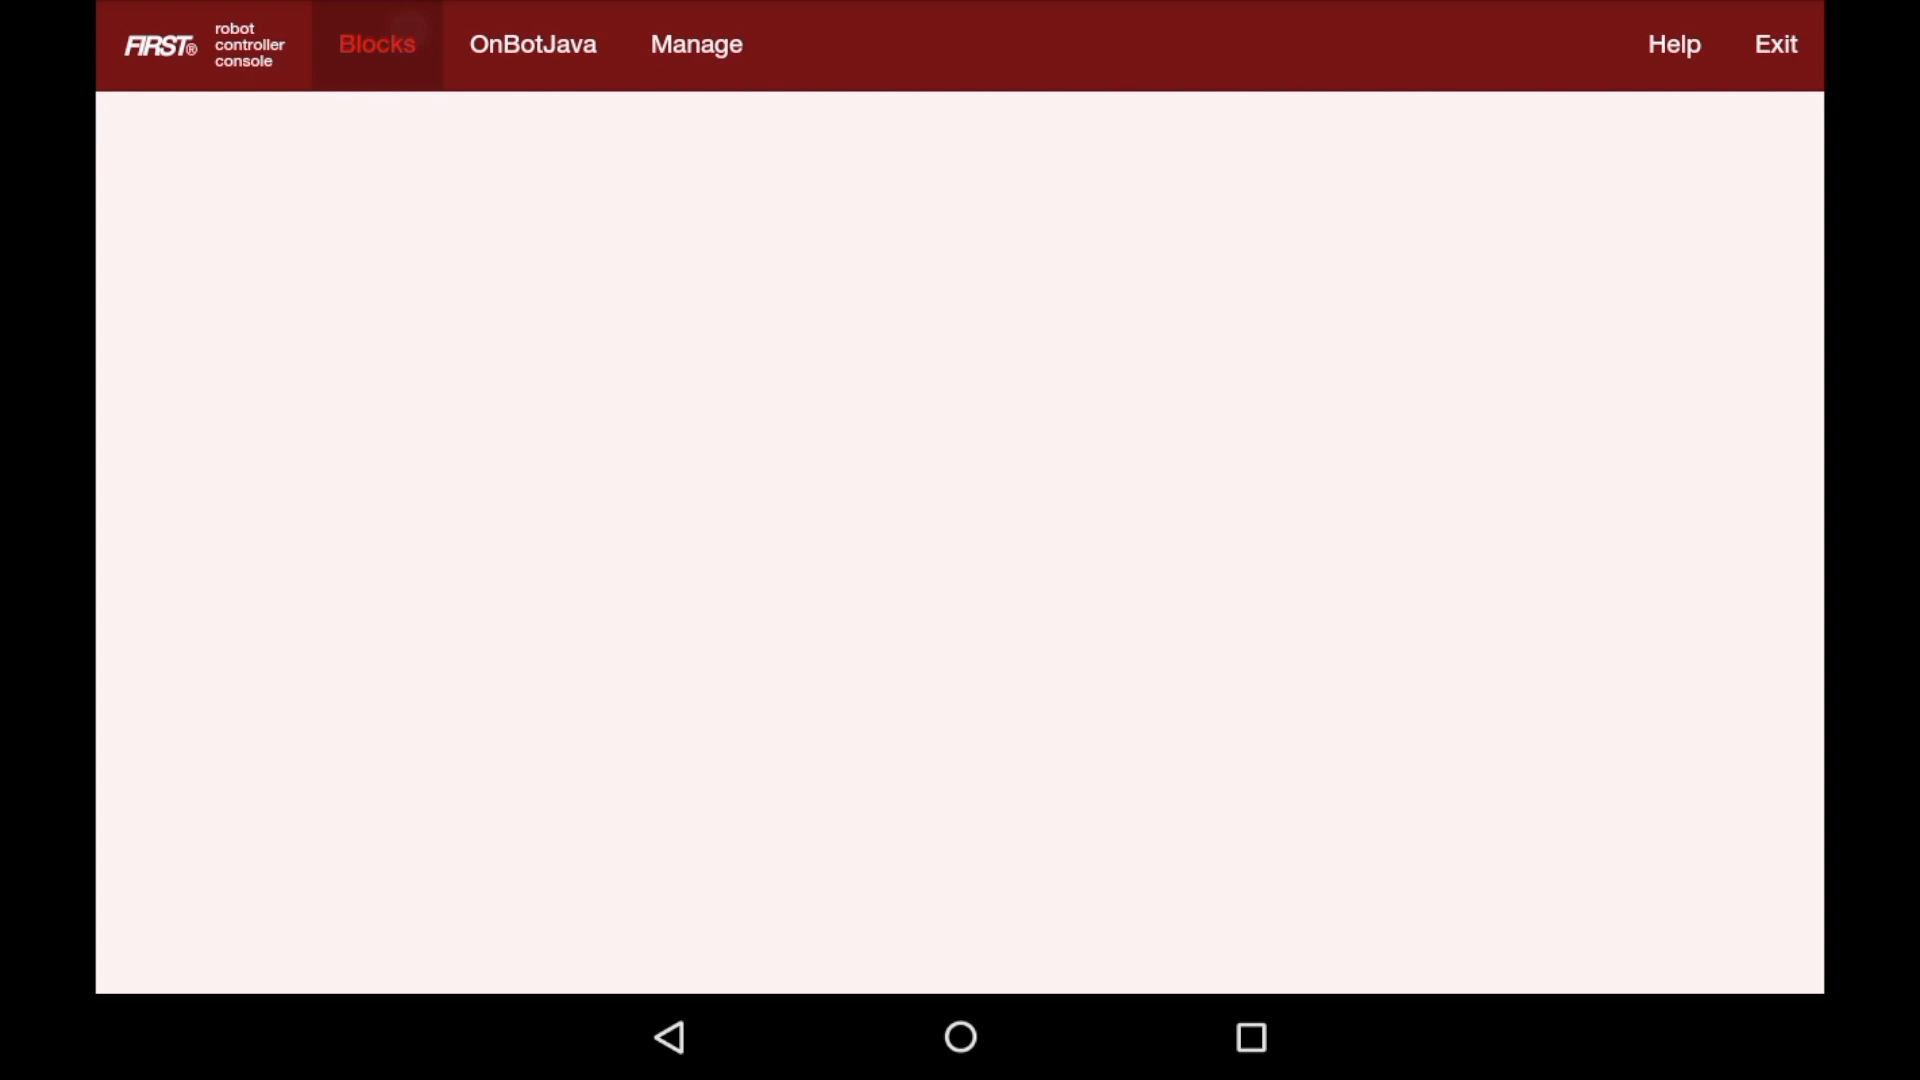 FIRST®
robot
controller
console
Blocks
OnBotJava
Manage
Help
Exit